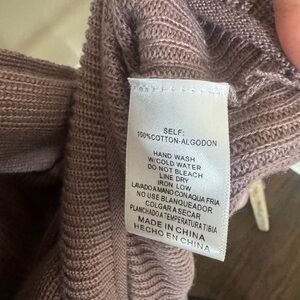 SELF:
100%COTTON-ALGODON
HAND WASH
W/COLD WATER
DO NOT BLEACH
LINE DRY
IRON LOW
LAVADO A MANO CON AQUA FRIA
NO USE BLANQUEADOR
COLGAR A SECAR
PLANCHADO A TEMPERATURA TIBIA
MADE IN CHINA
HECHO EN CHINA